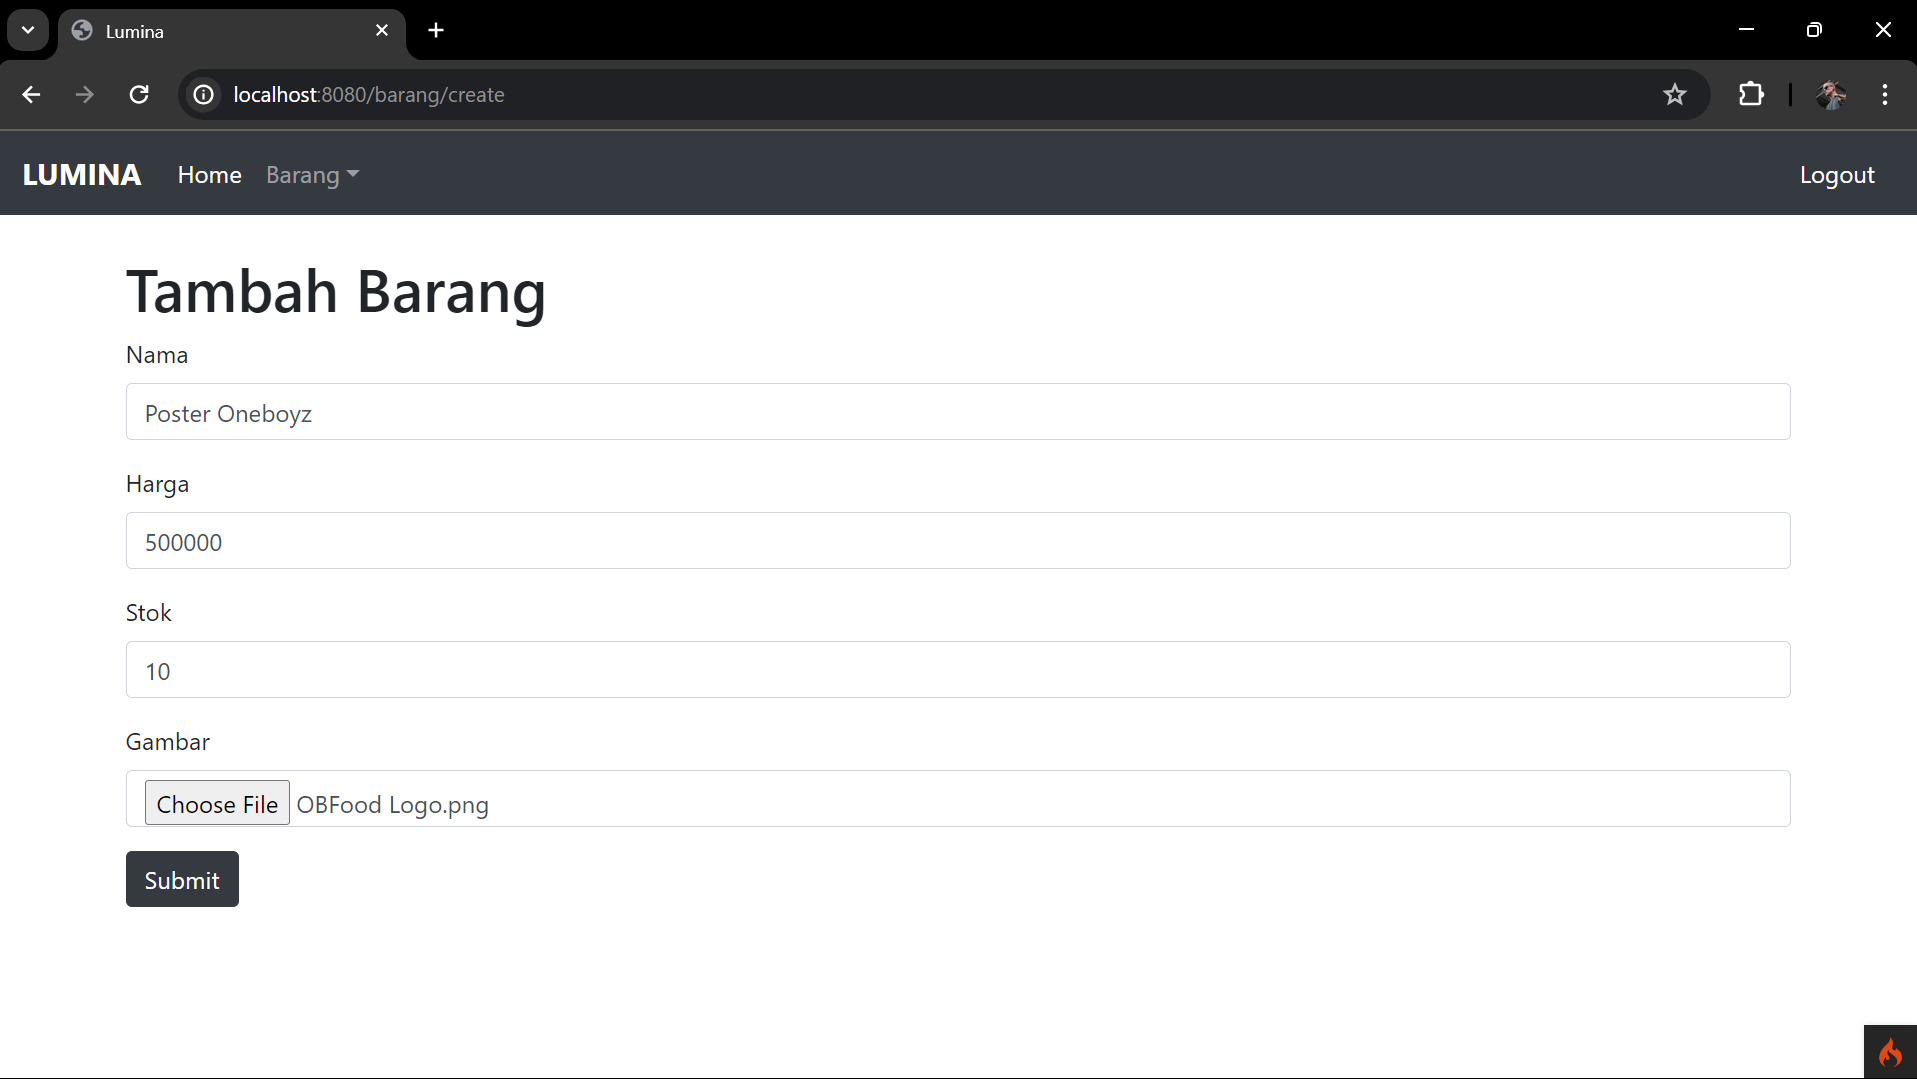 Lumina
localhost:8080/barang/create
LUMINA Home Barang Logout
Tambah Barang
Nama
Poster Oneboyz
Harga
500000
Stok
10
Gambar
Choose File OBFood Logo.png
Submit